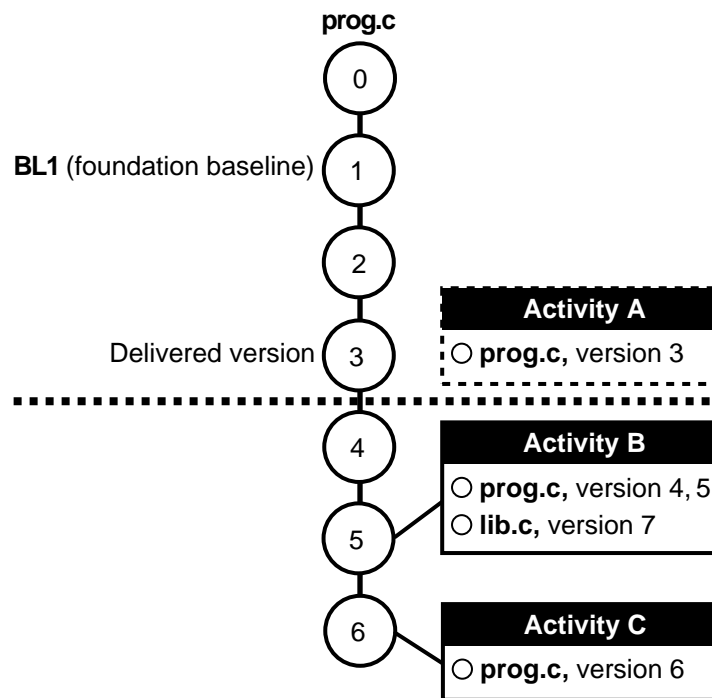 prog.c
0
BL1 (foundation baseline)
1
2
Activity A
Delivered version
3
prog.c, version 3
4
Activity B
prog.c, version 4, 5
5
lib.c, version 7
6
Activity C
prog.c, version 6